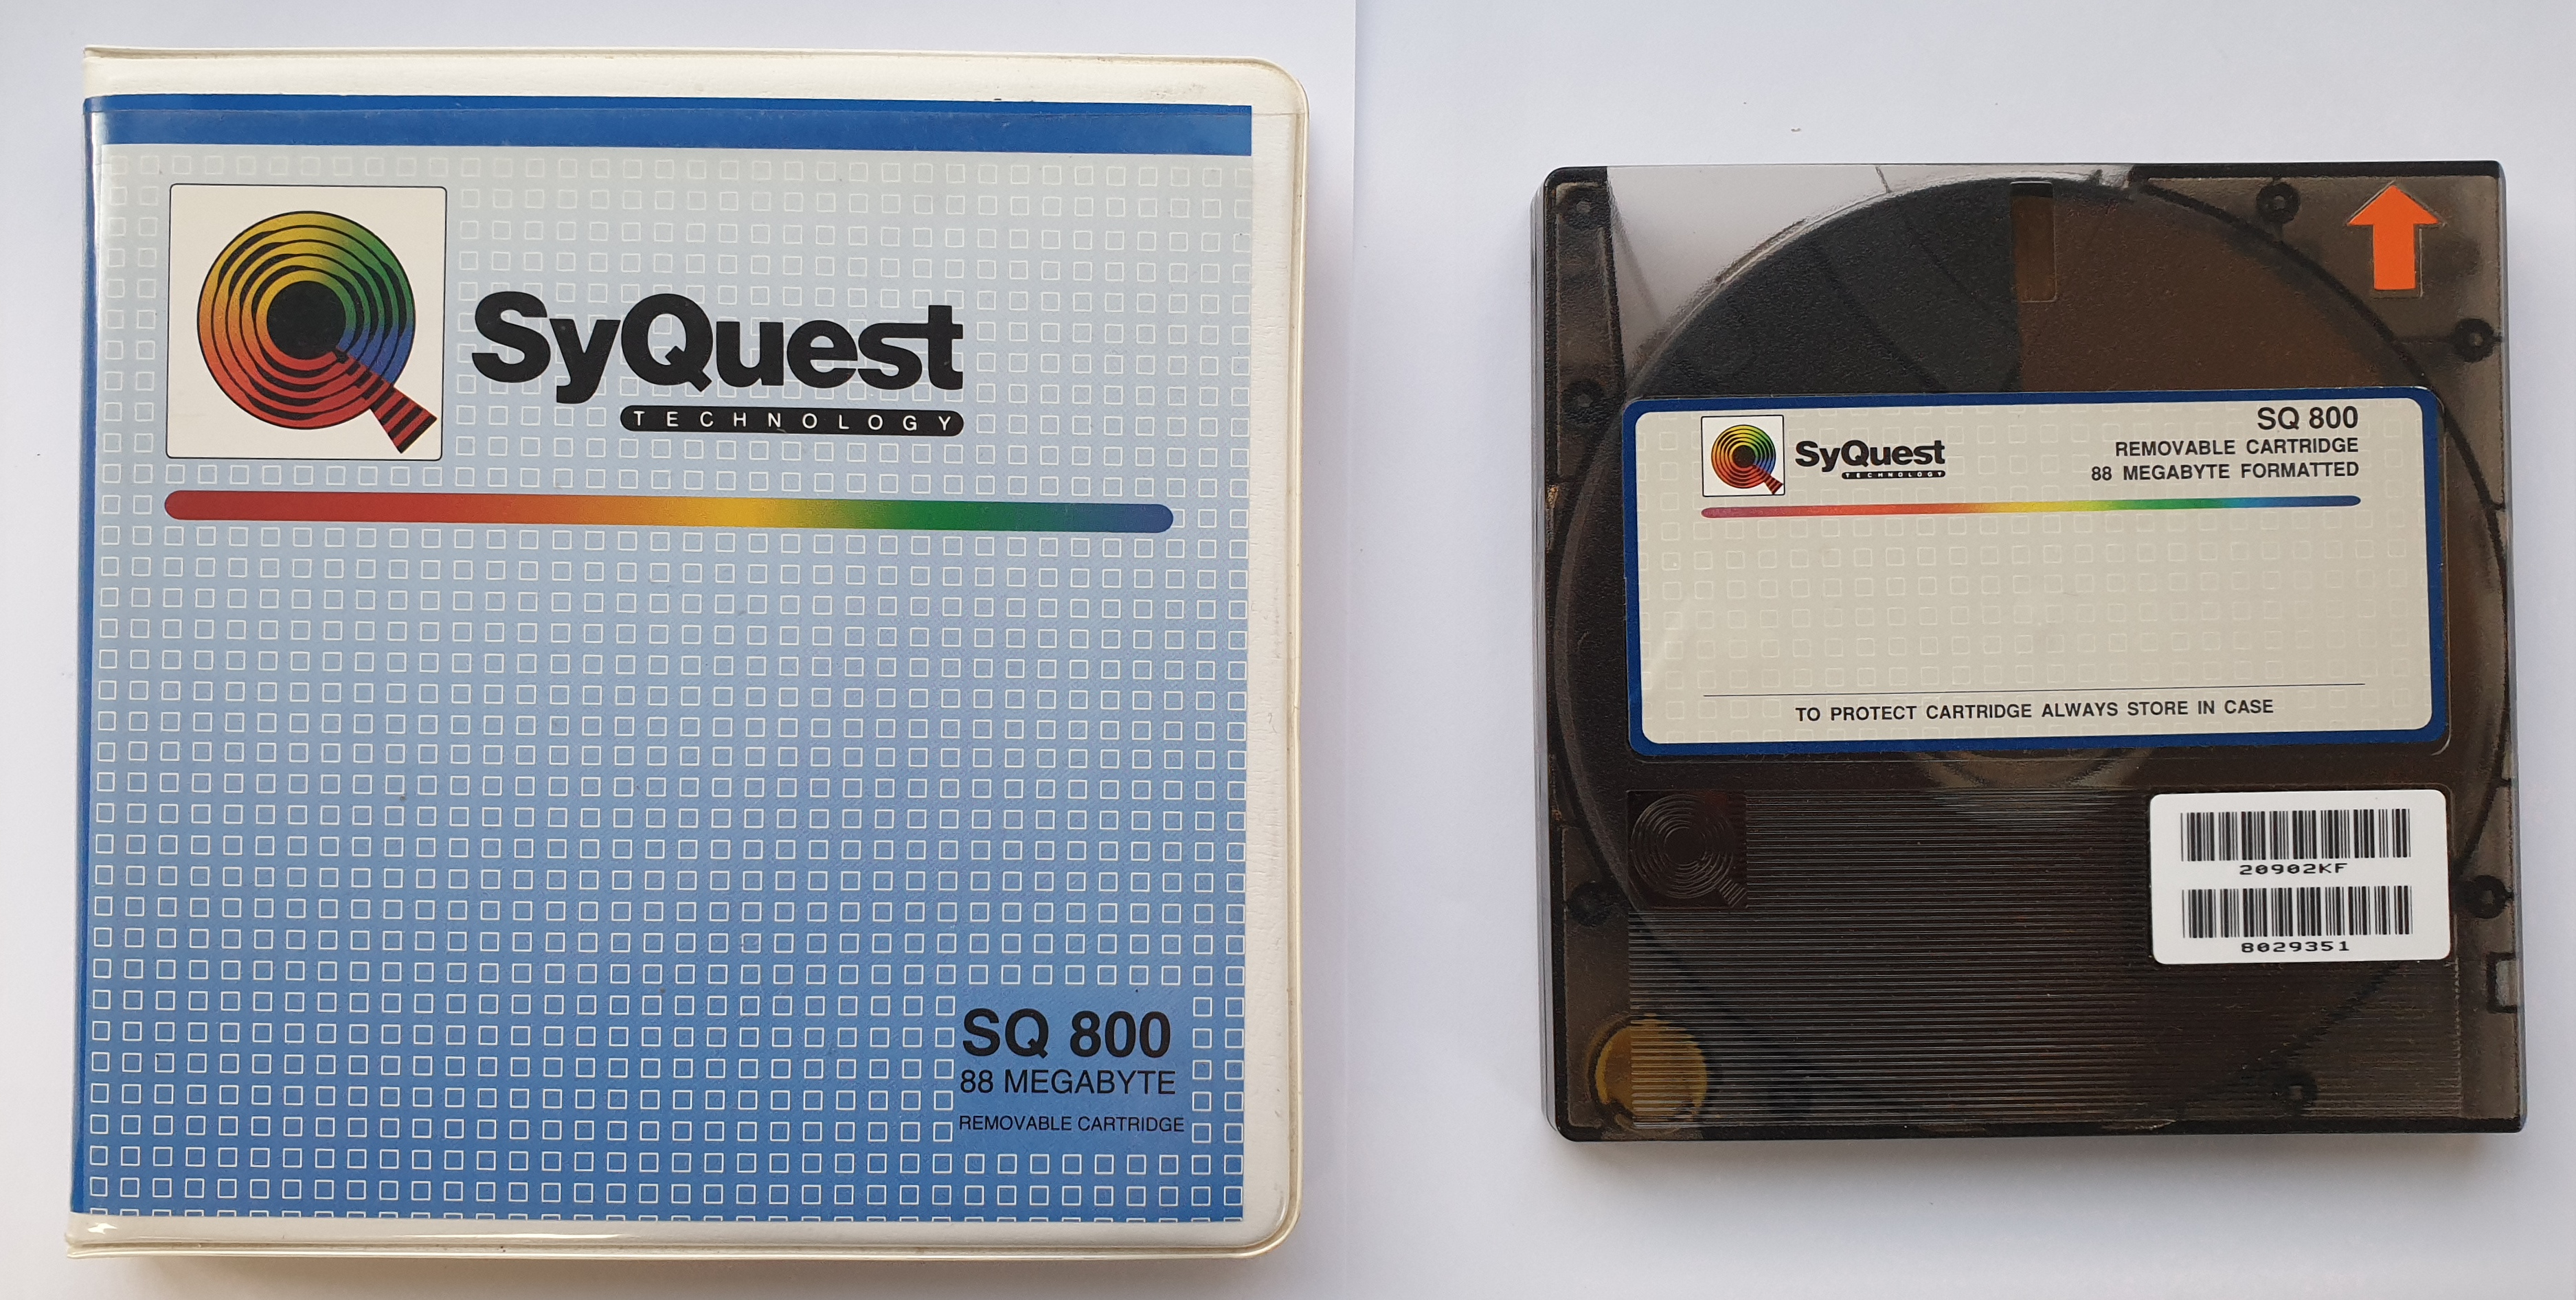 SyQuest
TECHNOLOGY
SQ 800
88 MEGABYTE
REMOVABLE CARTRIDGE
SyQuest
TECHNOLOGY
SQ 800
REMOVABLE CARTRIDGE
88 MEGABYTE FORMATTED
TO PROTECT CARTRIDGE ALWAYS STORE IN CASE
20902KF
8029351